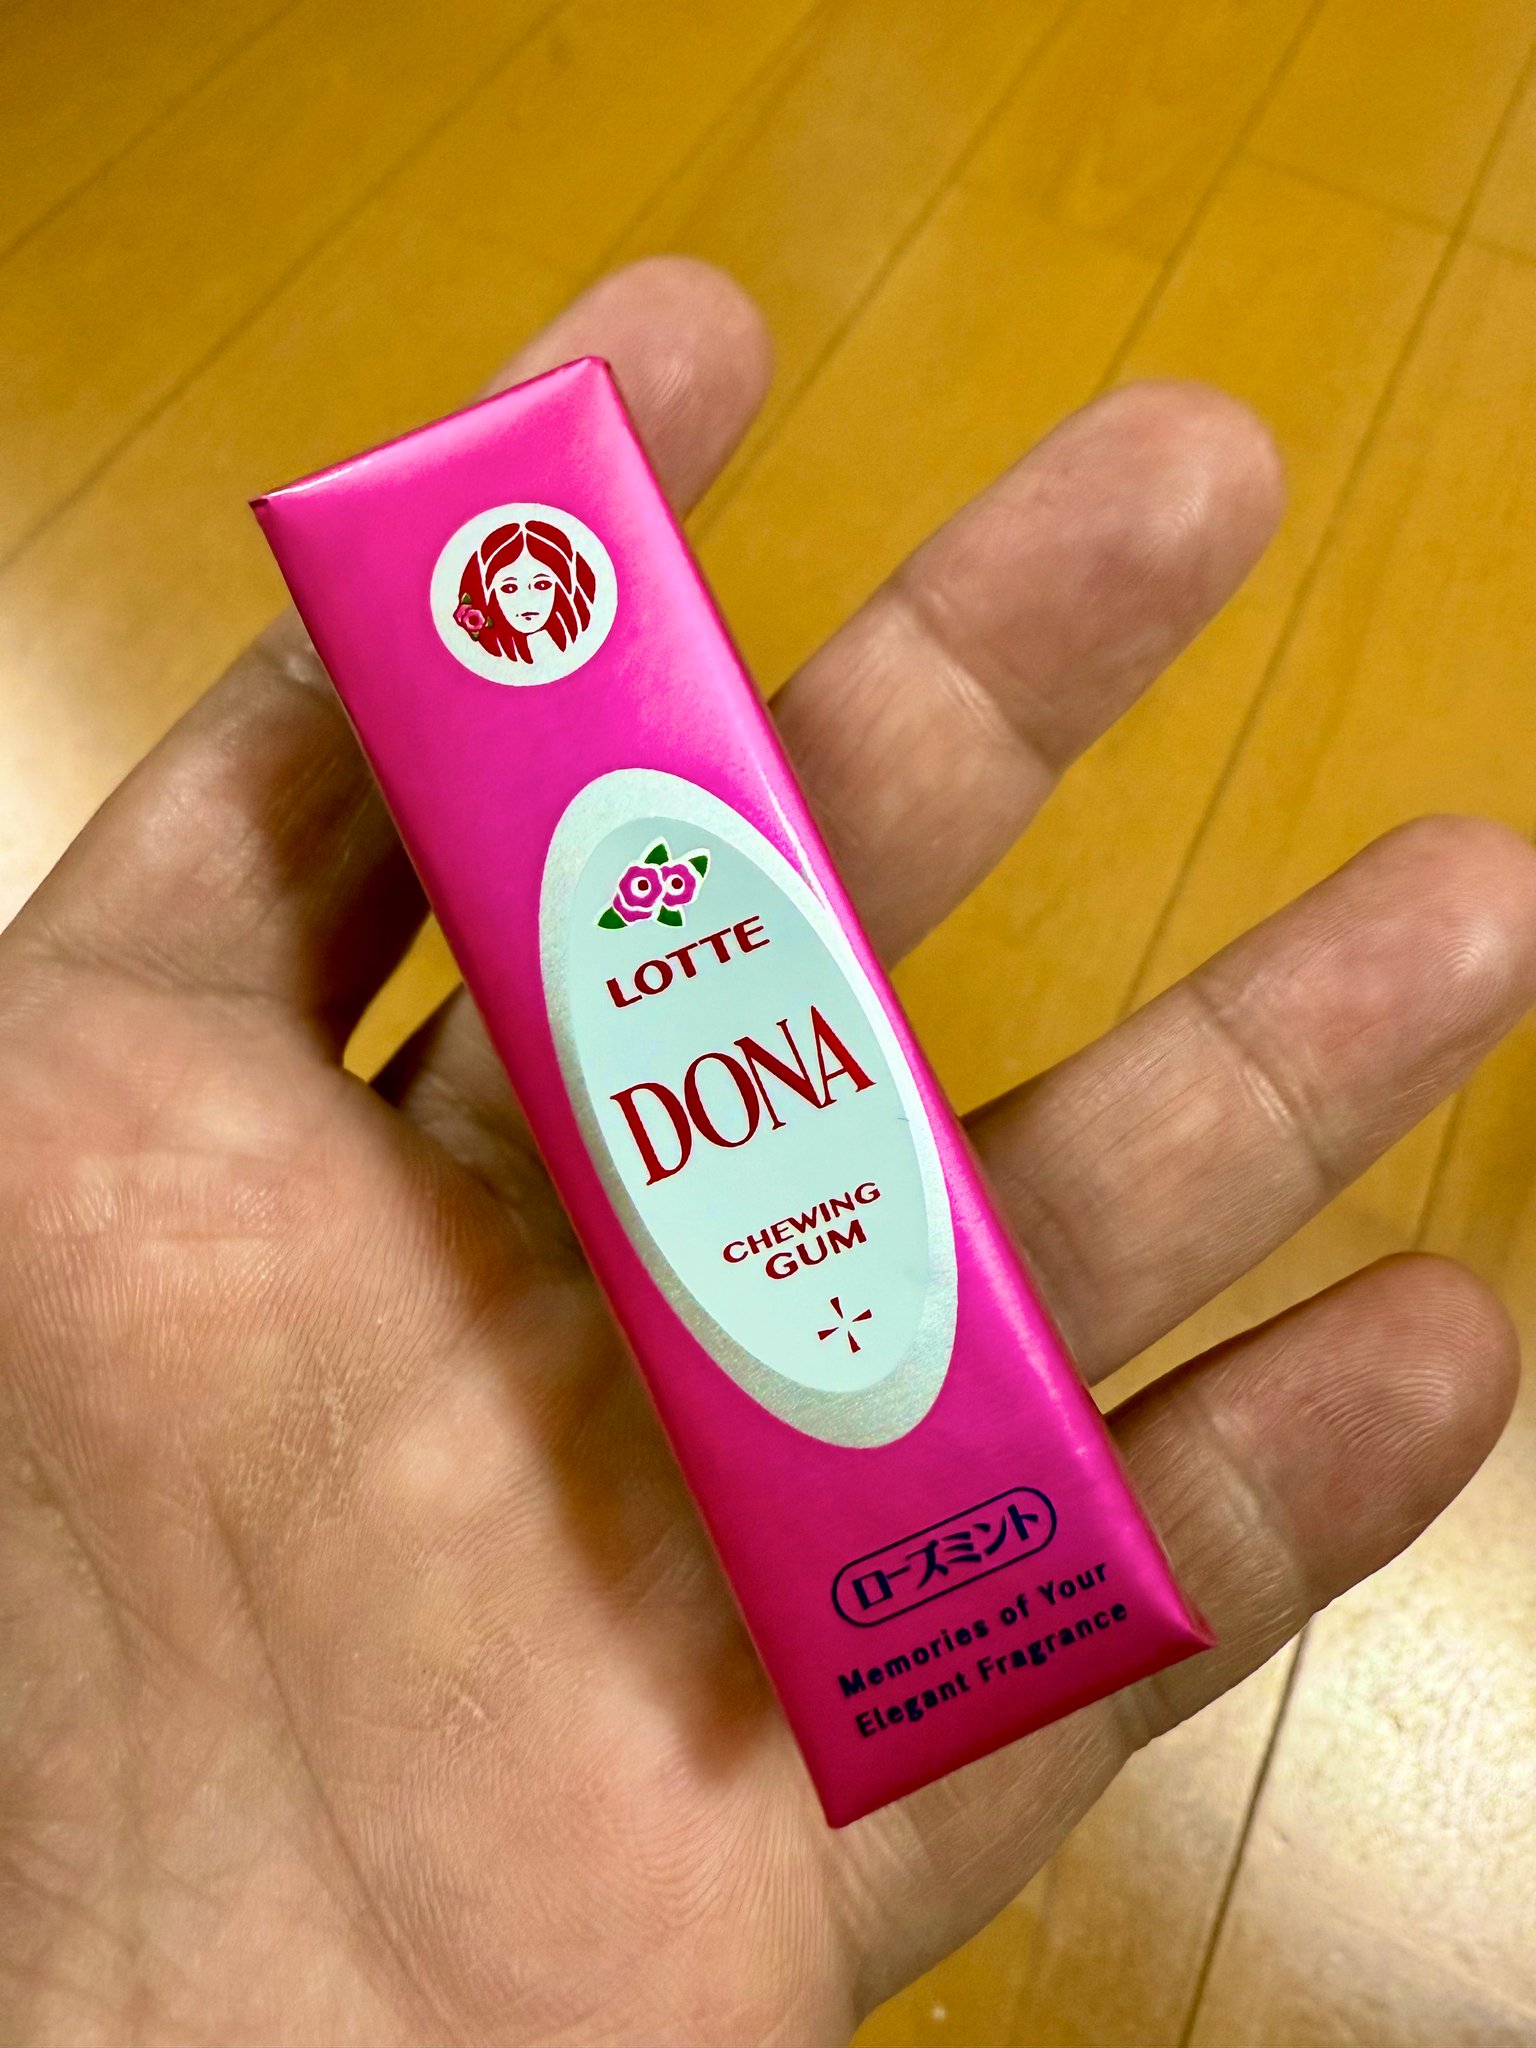 LOTTE
DONA
CHEWING
GUM
ローズミント
Memories of Your
Elegant Fragrance